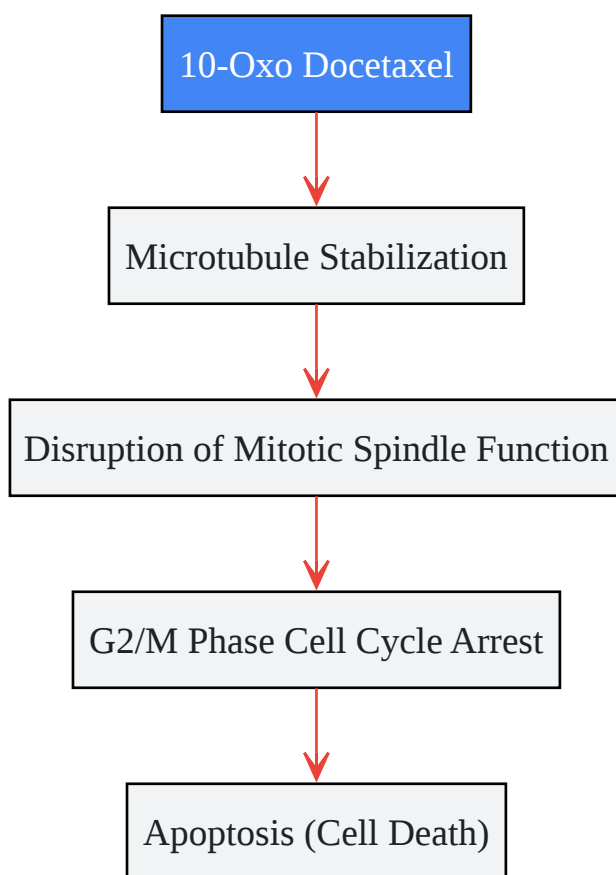 10-Oxo Docetaxel
Microtubule Stabilization
Disruption of Mitotic Spindle Function
G2/M Phase Cell Cycle Arrest
Apoptosis (Cell Death)